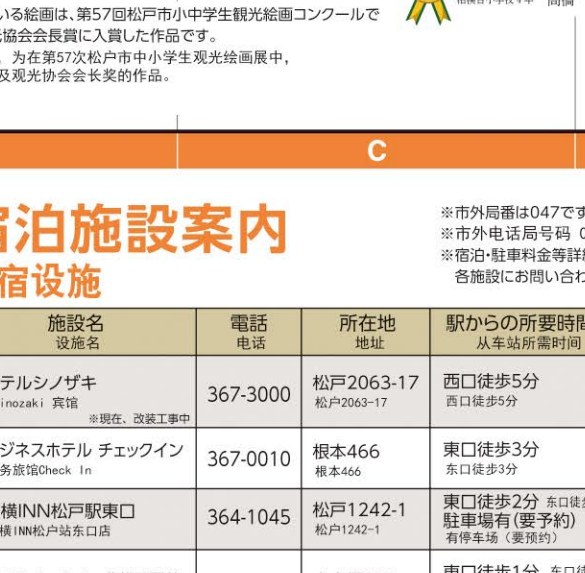 いる絵画は、第57回松戸市小中学生観光絵画コンクールで
協会会長賞に入賞した作品です。
为在第57次松户市中小学生观光绘画展中，
及观光协会会长奖的作品。
C
宿泊施設案内
宿设施
※市外局番は047です
※市外电话局号码 0
※宿泊・駐車料金等詳細
各施設にお問い合わ
施設名 電話 所在地 駅からの所要時間
设施名 电话 地址 从车站所需时间
テルシノザキ 367-3000 松戸2063-17 西口徒歩5分
inozaki 宾馆 松户2063-17 西口徒步5分
※現在、改装工事中
ジネスホテル チェックイン 367-0010 根本466 東口徒歩3分
务旅馆Check In 根本466 东口徒步3分
横INN松戸駅東口 364-1045 松戸1242-1 東口徒歩2分 东口徒步
駐車場有(要予約)
横INN松户站东口店 松户1242-1 有停车场（要预约）
東口徒歩1分